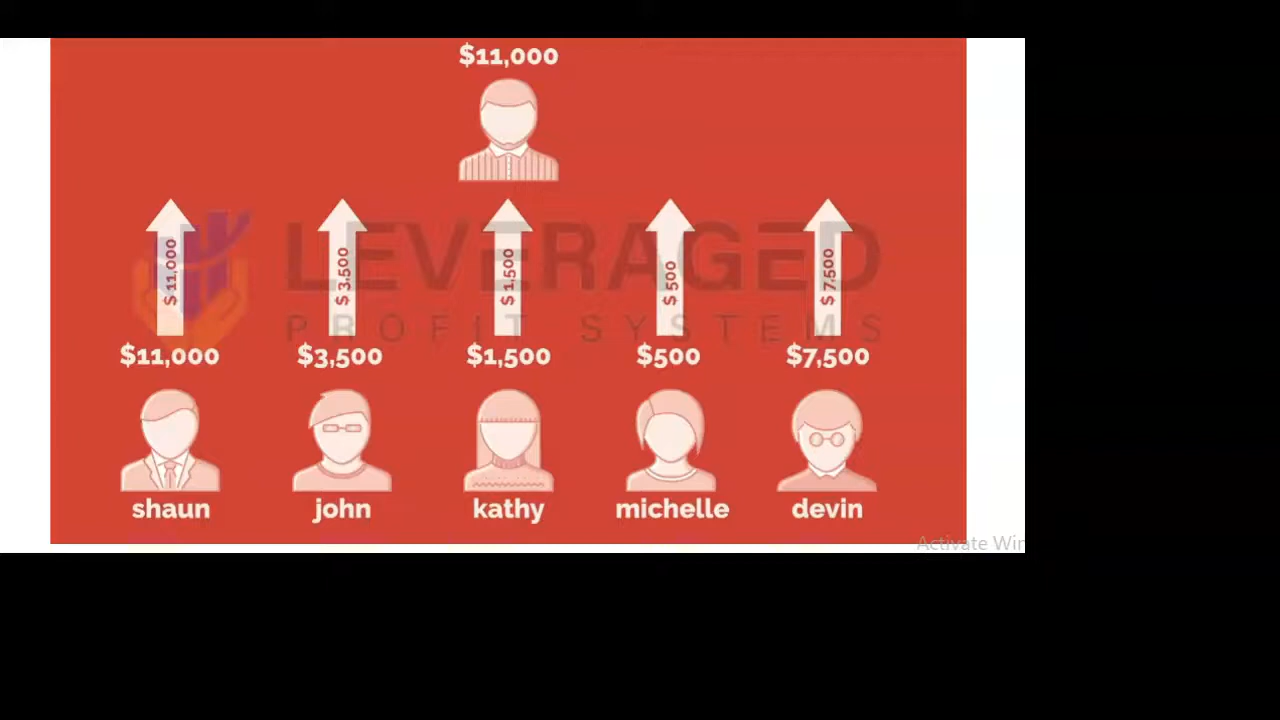 $11,000
$ 11,000 $ 3,500 $ 1,500 $ 500 $ 7,500
LEVERAGED
PROFIT SYSTEMS
$11,000 $3,500 $1,500 $500 $7,500
shaun john kathy michelle devin
Activate Win